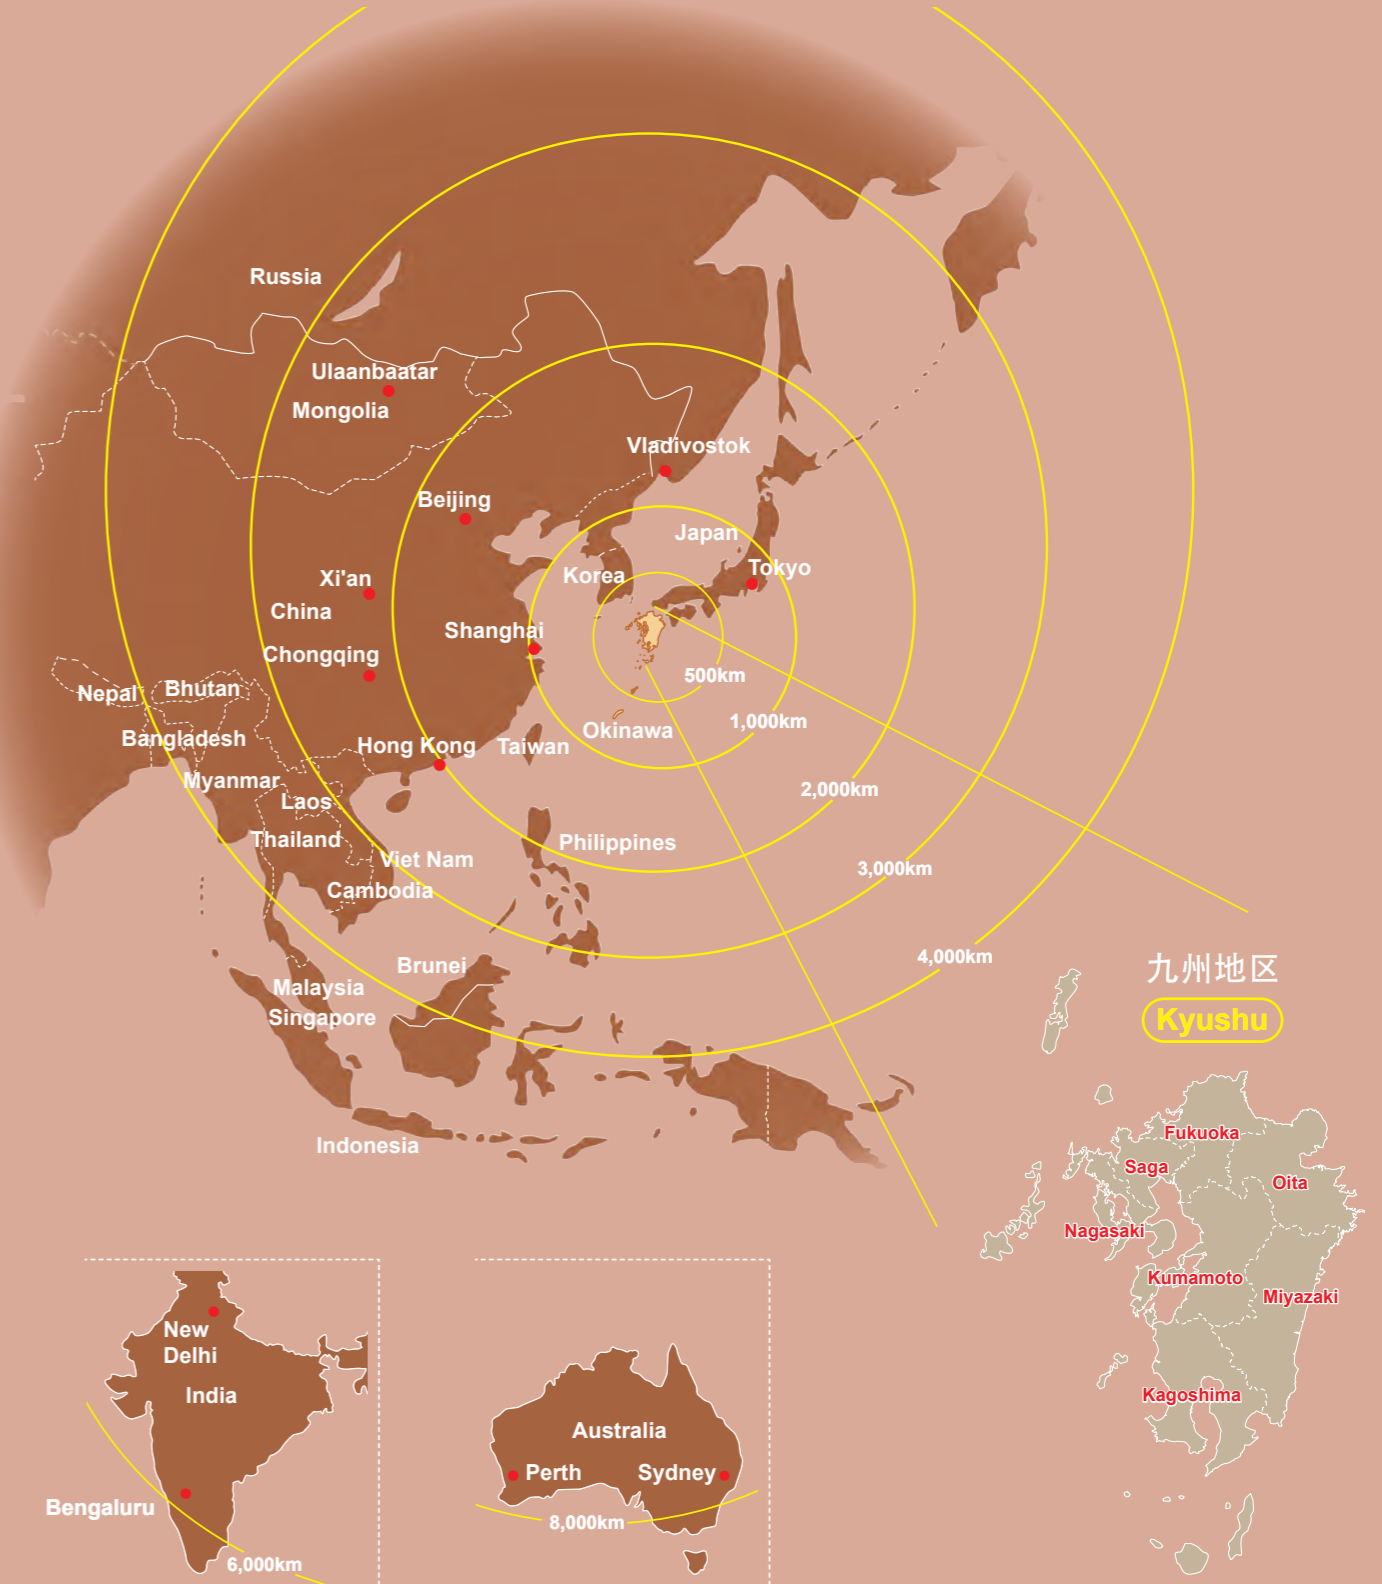 Russia
Ulaanbaatar
Mongolia
Vladivostok
Beijing
Japan
Tokyo
Korea
Xi'an
China
Shanghai
Chongqing
500km
Nepal
Bhutan
1,000km
Okinawa
Bangladesh
Hong Kong
Taiwan
Myanmar
2,000km
Laos
Thailand
Philippines
Viet Nam
3,000km
Cambodia
4,000km
Brunei
Malaysia
Singapore
Indonesia
九州地区
Kyushu
Fukuoka
Saga
Oita
Nagasaki
Kumamoto
Miyazaki
Kagoshima
New
Delhi
India
Bengaluru
6,000km
Australia
Perth
Sydney
8,000km